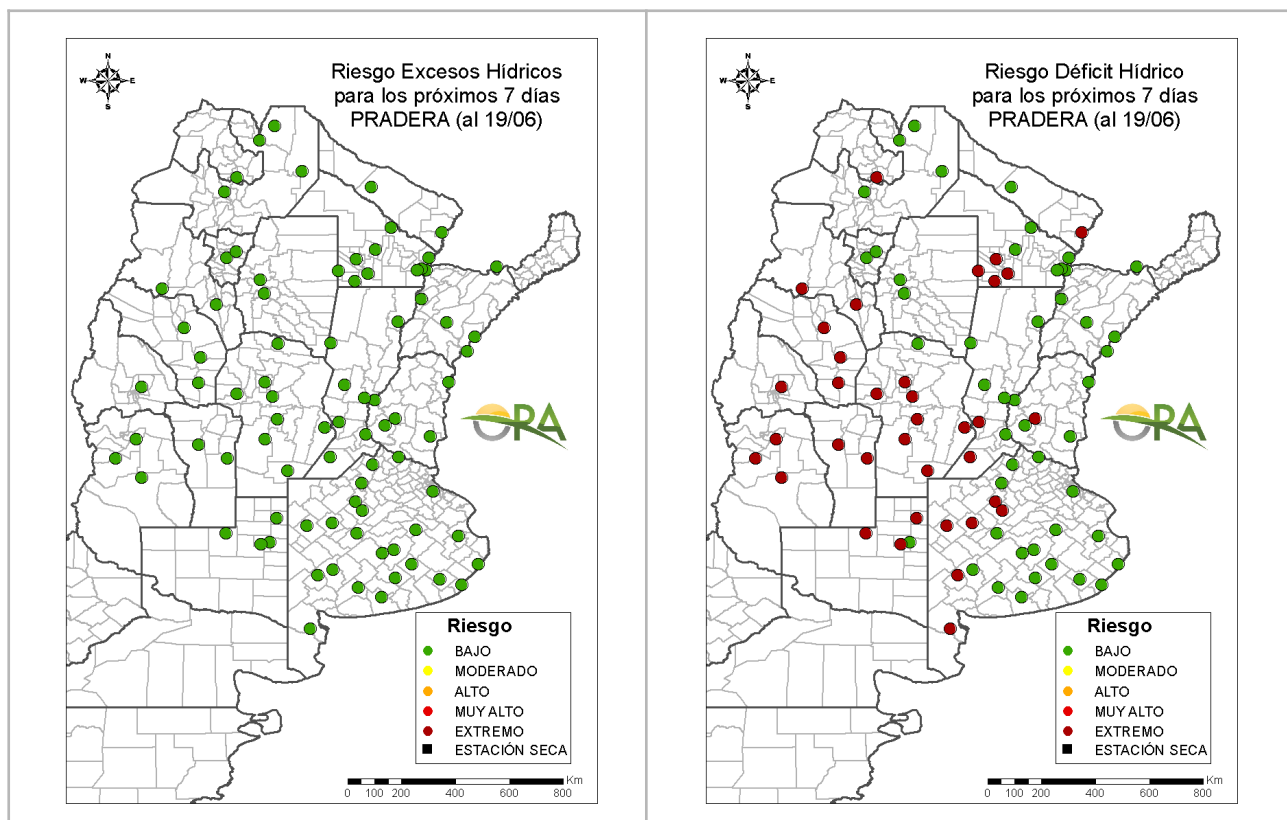 Riesgo Excesos Hídricos
para los próximos 7 días
PRADERA (al 19/06)
N
W E
S
ORA
Riesgo
BAJO
MODERADO
ALTO
MUY ALTO
EXTREMO
ESTACIÓN SECA
Km
0 100 200 400 600 800
Riesgo Déficit Hídrico
para los próximos 7 días
PRADERA (al 19/06)
N
W E
S
ORA
Riesgo
BAJO
MODERADO
ALTO
MUY ALTO
EXTREMO
ESTACIÓN SECA
Km
0 100 200 400 600 800